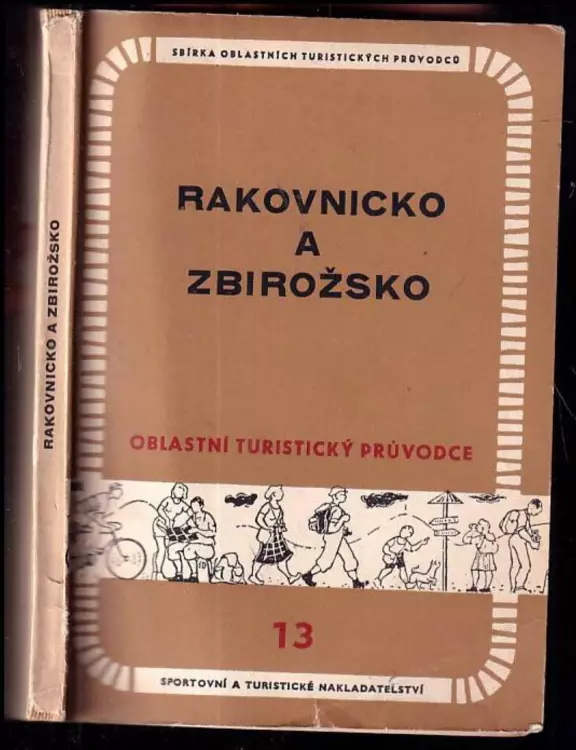 RAKOVNICKO A ZBIROŽSKO
SBÍRKA OBLASTNÍCH TURISTICKÝCH PRŮVODCŮ
RAKOVNICKO
A
ZBIROŽSKO
OBLASTNÍ TURISTICKÝ PRŮVODCE
13
SPORTOVNÍ A TURISTICKÉ NAKLADATELSTVÍ